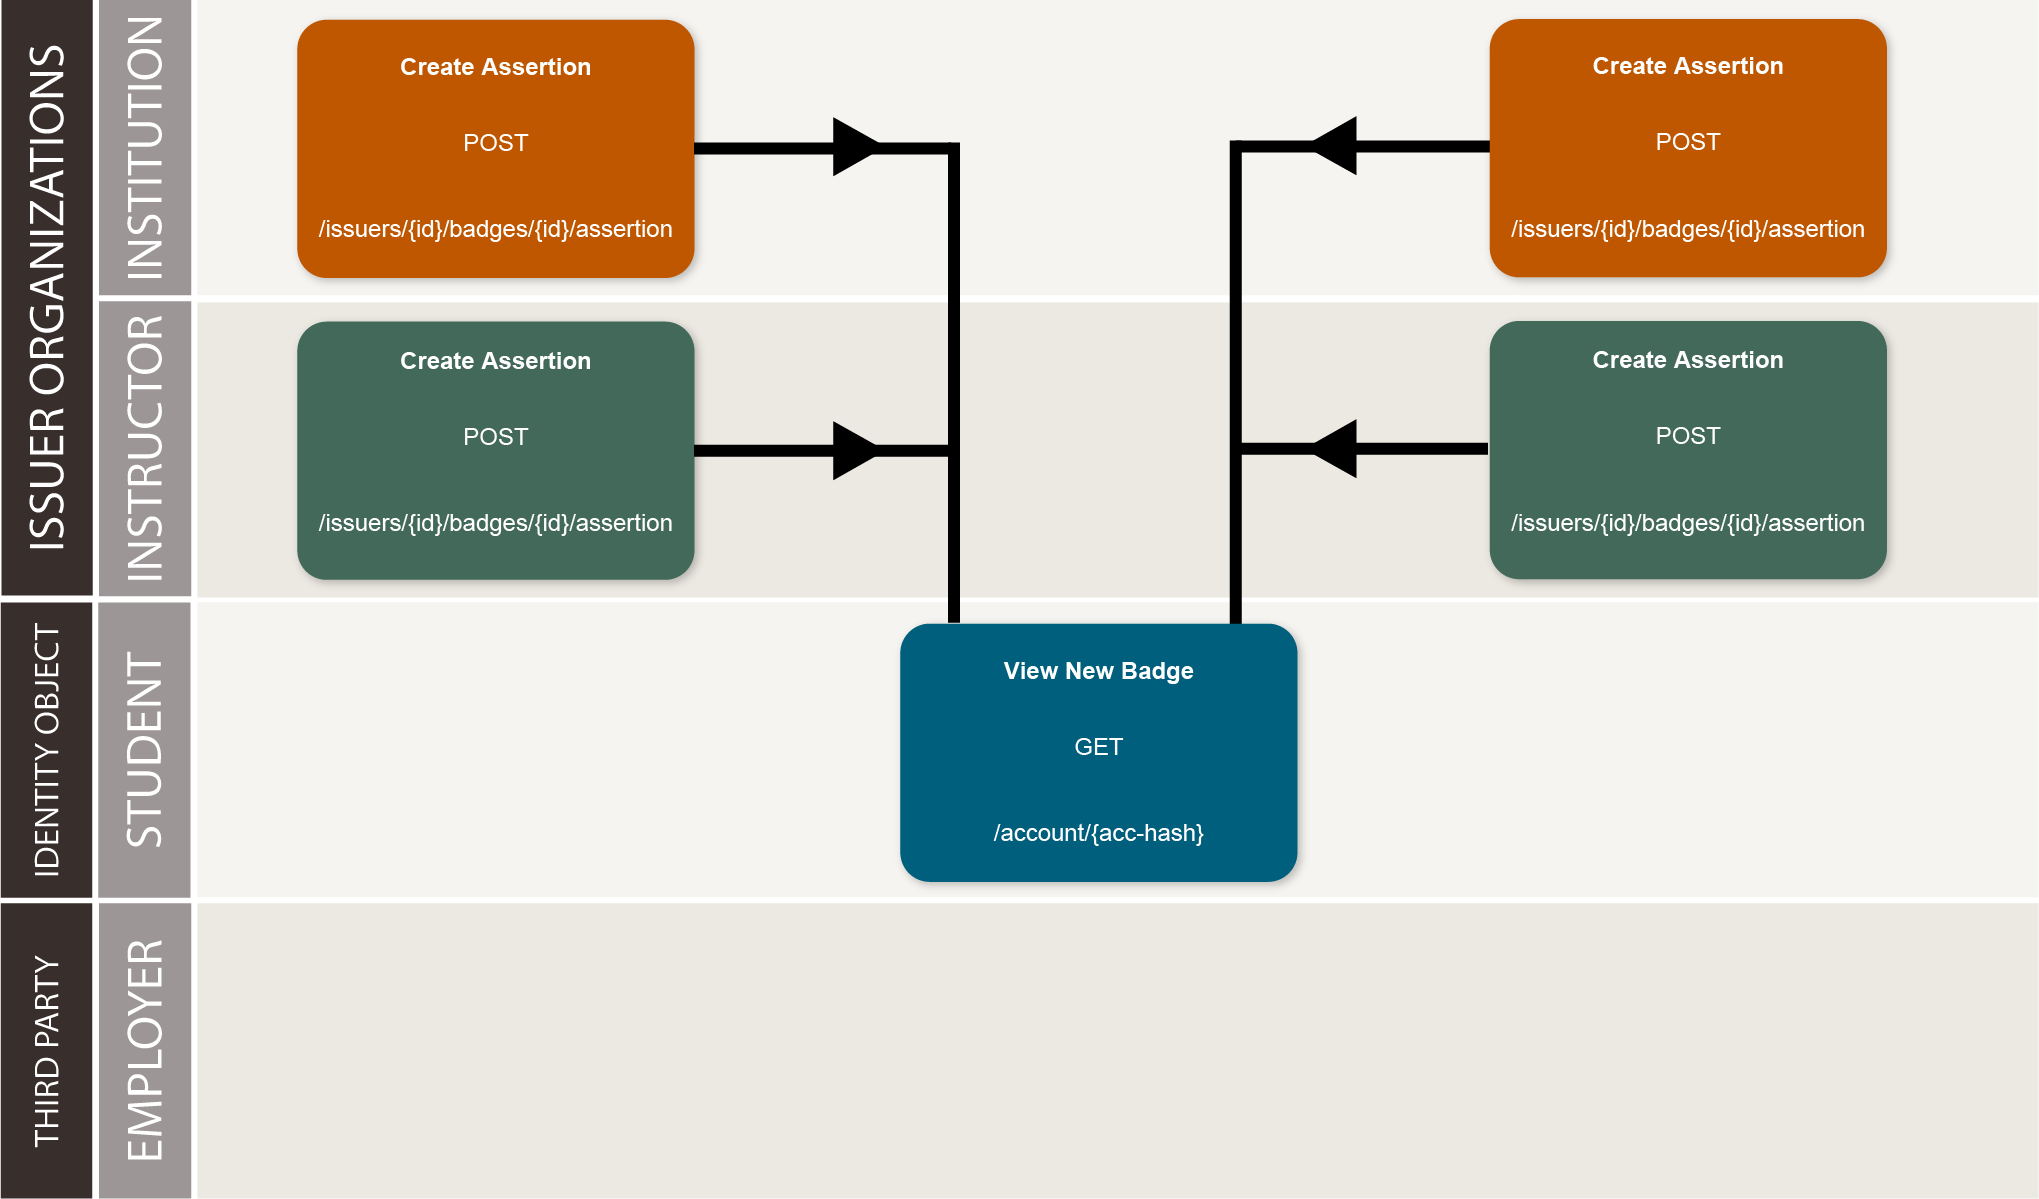 ISSUER ORGANIZATIONS
INSTITUTION
Create Assertion
POST
/issuers/{id}/badges/{id}/assertion
Create Assertion
POST
/issuers/{id}/badges/{id}/assertion
INSTRUCTOR
Create Assertion
POST
/issuers/{id}/badges/{id}/assertion
Create Assertion
POST
/issuers/{id}/badges/{id}/assertion
IDENTITY OBJECT
STUDENT
View New Badge
GET
/account/{acc-hash}
THIRD PARTY
EMPLOYER